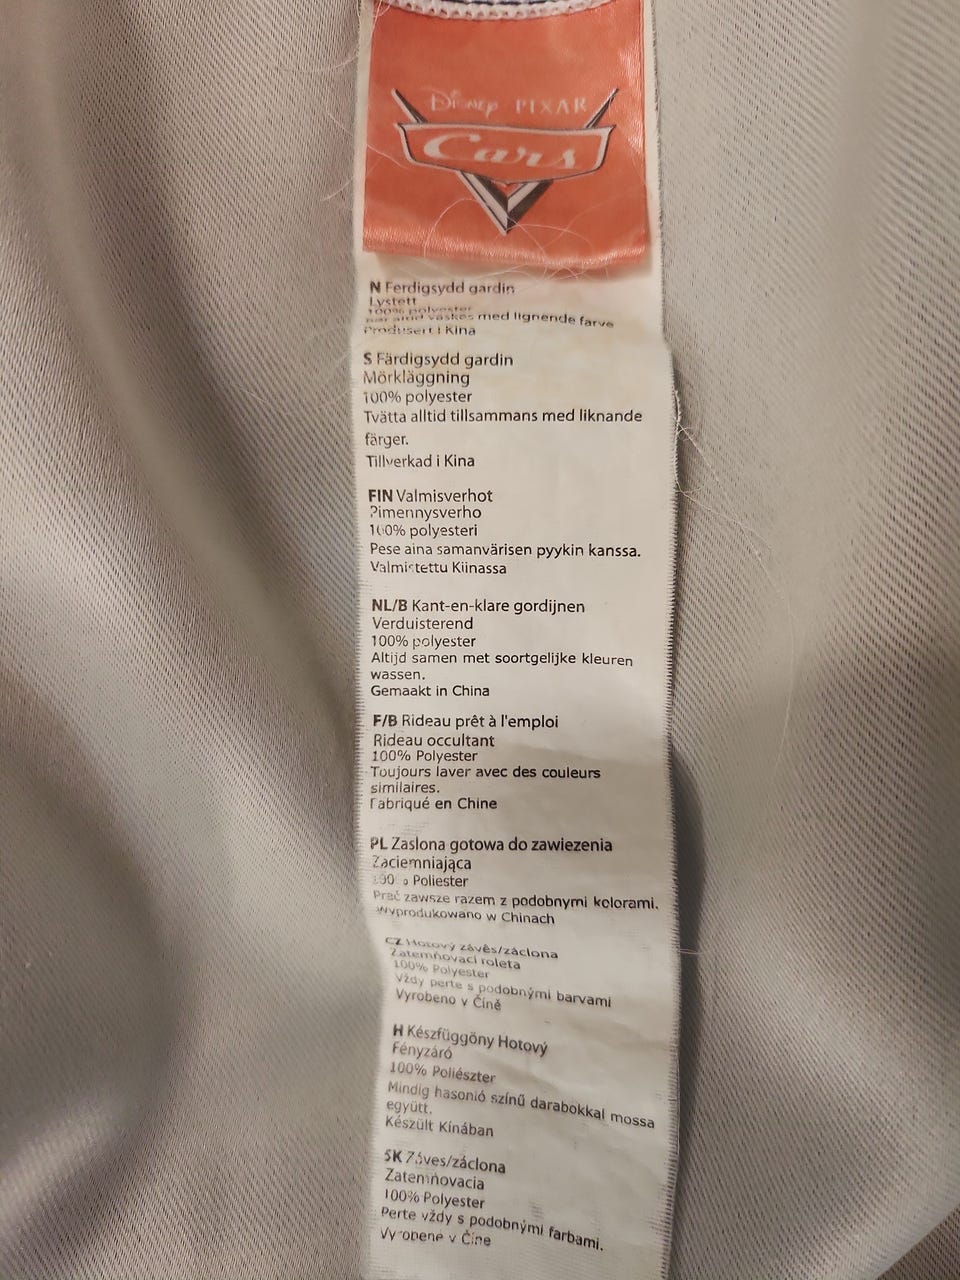 Disney PIXAR
Cars
N Ferdigsydd gardin
Lystett
100% polyester
vaskes med lignende farve
Produsert i Kina
S Färdigsydd gardin
Mörkläggning
100% polyester
Tvätta alltid tillsammans med liknande
färger.
Tillverkad i Kina
FIN Valmisverhot
Pimennysverho
100% polyesteri
Pese aina samanvärisen pyykin kanssa.
Valmistettu Kiinassa
NL/B Kant-en-klare gordijnen
Verduisterend
100% polyester
Altijd samen met soortgelijke kleuren
wassen.
Gemaakt in China
F/B Rideau prêt à l'emploi
Rideau occultant
100% Polyester
Toujours laver avec des couleurs
similaires.
Fabriqué en Chine
PL Zaslona gotowa do zawiezenia
Zaciemniająca
100% Poliester
Prać zawsze razem z podobnymi kolorami.
Wyprodukowano w Chinach
CZ Hotový závěs/záclona
Zatemňovací roleta
100% Polyester
Vždy perte s podobnými barvami
Vyrobeno v Číně
H Készfüggöny Hotový
Fényzáró
100% Poliészter
Mindig hasonió színű darabokkal mossa
együtt.
Készült Kínában
SK Záves/záclona
Zatemňovacia
100% Polyester
Perte vždy s podobnými farbami.
Vyrobené v Číne